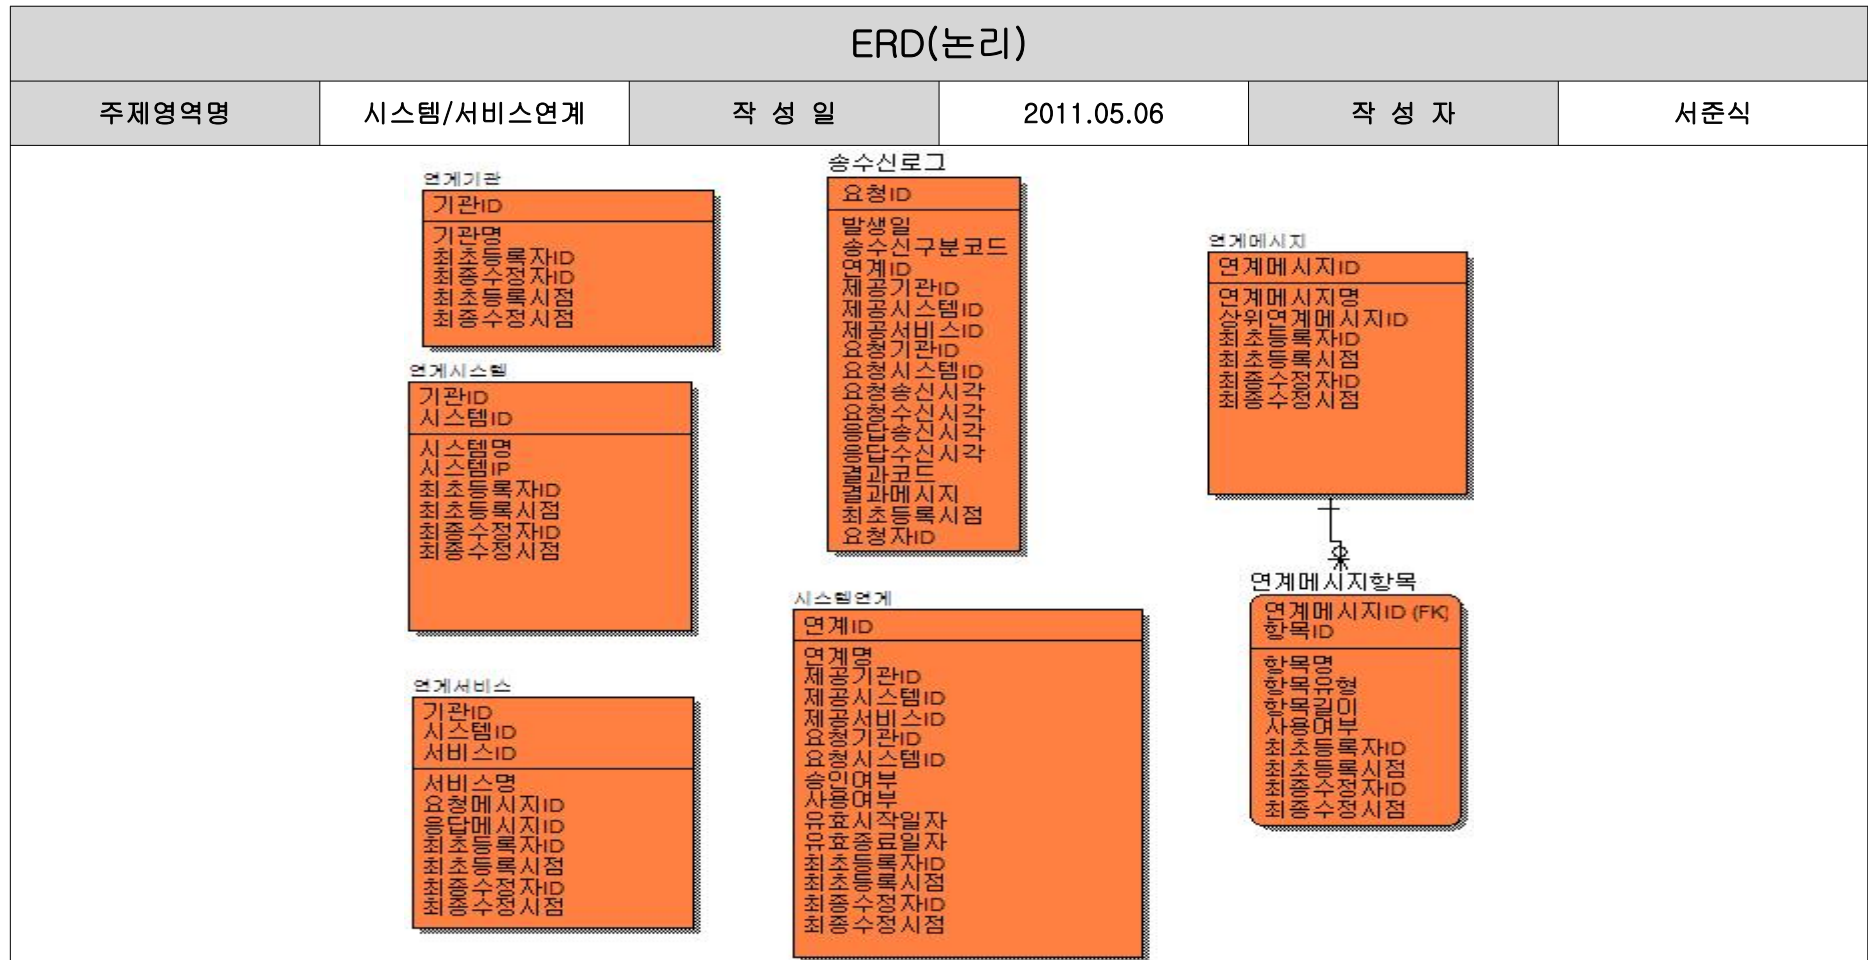 ERD(논리)
주제영역명
시스템/서비스연계
작 성 일
2011.05.06
작 성 자
서준식
연계기관
기관ID
기관명
최초등록자ID
최종수정자ID
최초등록시점
최종수정시점
연계시스템
기관ID
시스템ID
시스템명
시스템IP
최초등록자ID
최초등록시점
최종수정자ID
최종수정시점
연계서비스
기관ID
시스템ID
서비스ID
서비스명
요청메시지ID
응답메시지ID
최초등록자ID
최초등록시점
최종수정자ID
최종수정시점
송수신로그
요청ID
발생일
송수신구분코드
연계ID
제공기관ID
제공시스템ID
제공서비스ID
요청기관ID
요청시스템ID
요청송신시각
요청수신시각
응답송신시각
응답수신시각
결과코드
결과메시지
최초등록시점
요청자ID
시스템연계
연계ID
연계명
제공기관ID
제공시스템ID
제공서비스ID
요청기관ID
요청시스템ID
승인여부
사용여부
유효시작일자
유효종료일자
최초등록자ID
최초등록시점
최종수정자ID
최종수정시점
연계메시지
연계메시지ID
연계메시지명
상위연계메시지ID
최초등록자ID
최초등록시점
최종수정자ID
최종수정시점
연계메시지항목
연계메시지ID (FK)
항목ID
항목명
항목유형
항목길이
사용여부
최초등록자ID
최초등록시점
최종수정자ID
최종수정시점